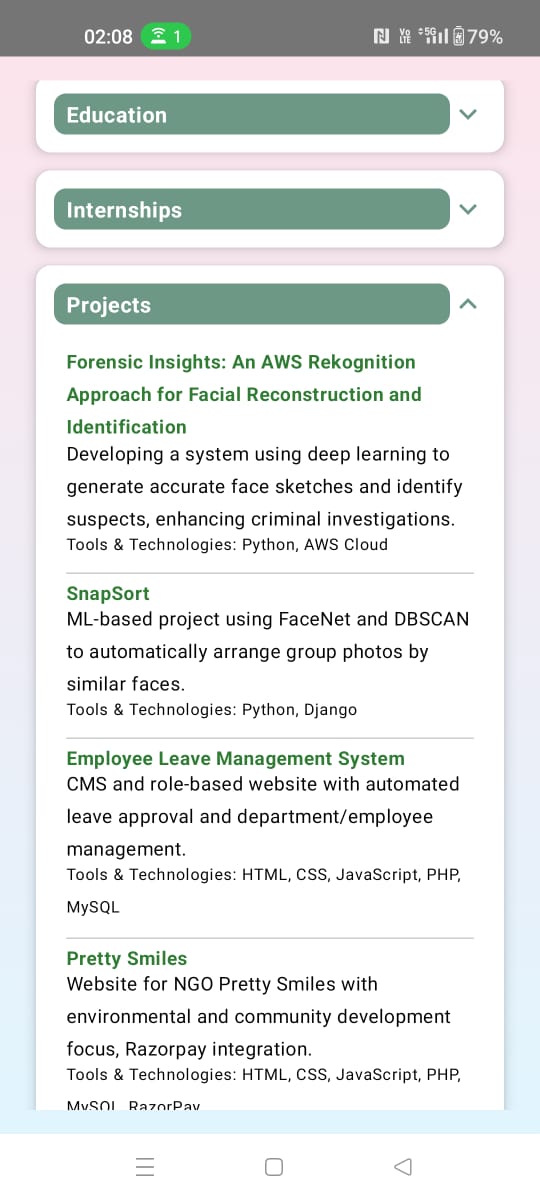 02:08 1 Vo LTE 5G 79%
Education
Internships
Projects
Forensic Insights: An AWS Rekognition
Approach for Facial Reconstruction and
Identification
Developing a system using deep learning to
generate accurate face sketches and identify
suspects, enhancing criminal investigations.
Tools & Technologies: Python, AWS Cloud
SnapSort
ML-based project using FaceNet and DBSCAN
to automatically arrange group photos by
similar faces.
Tools & Technologies: Python, Django
Employee Leave Management System
CMS and role-based website with automated
leave approval and department/employee
management.
Tools & Technologies: HTML, CSS, JavaScript, PHP,
MySQL
Pretty Smiles
Website for NGO Pretty Smiles with
environmental and community development
focus, Razorpay integration.
Tools & Technologies: HTML, CSS, JavaScript, PHP,
MySQL, RazorPay